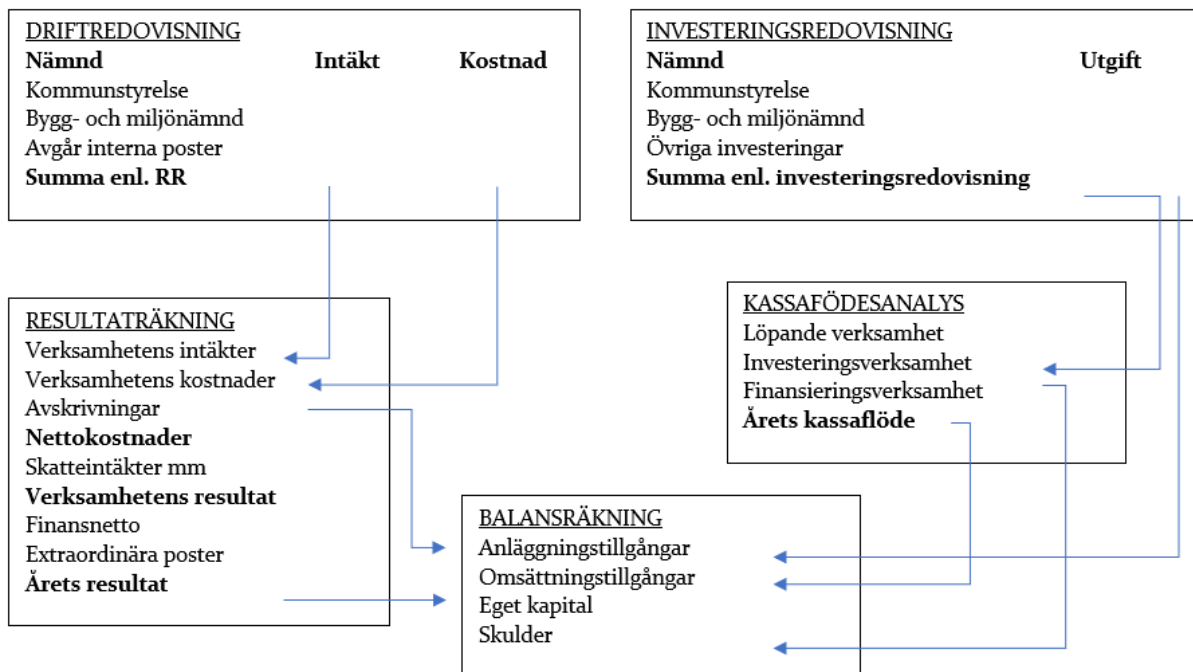 DRIFTREDOVISNING
Nämnd Intäkt Kostnad
Kommunstyrelse
Bygg- och miljönämnd
Avgår interna poster
Summa enl. RR
INVESTERINGSREDOVISNING
Nämnd Utgift
Kommunstyrelse
Bygg- och miljönämnd
Övriga investeringar
Summa enl. investeringsredovisning
RESULTATRÄKNING
Verksamhetens intäkter
Verksamhetens kostnader
Avskrivningar
Nettokostnader
Skatteintäkter mm
Verksamhetens resultat
Finansnetto
Extraordinära poster
Årets resultat
KASSAFÖDESANALYS
Löpande verksamhet
Investeringsverksamhet
Finansieringsverksamhet
Årets kassaflöde
BALANSRÄKNING
Anläggningstillgångar
Omsättningstillgångar
Eget kapital
Skulder